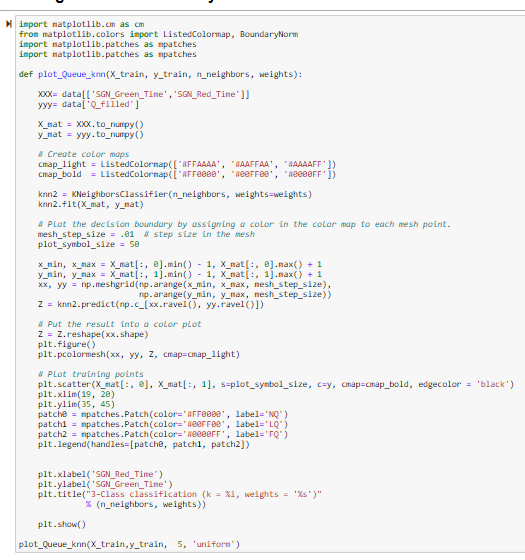 import matplotlib.cm as cm
from matplotlib.colors import ListedColormap, BoundaryNorm
import matplotlib.patches as mpatches
import matplotlib.patches as mpatches
def plot_Queue_knn(X_train, y_train, n_neighbors, weights):
XXX= data[['SGN_Green_Time','SGN_Red_Time']]
yyy= data['Q_filled']
X_mat = XXX.to_numpy()
y_mat = yyy.to_numpy()
# Create color maps
cmap_light = ListedColormap(['#FFAAAA', '#AAFFAA', '#AAAAFF'])
cmap_bold  = ListedColormap(['#FF0000', '#00FF00', '#0000FF'])
knn2 = KNeighborsClassifier(n_neighbors, weights=weights)
knn2.fit(X_mat, y_mat)
# Plot the decision boundary by assigning a color in the color map to each mesh point.
mesh_step_size = .01  # step size in the mesh
plot_symbol_size = 50
x_min, x_max = X_mat[:, 0].min() - 1, X_mat[:, 0].max() + 1
y_min, y_max = X_mat[:, 1].min() - 1, X_mat[:, 1].max() + 1
xx, yy = np.meshgrid(np.arange(x_min, x_max, mesh_step_size),
np.arange(y_min, y_max, mesh_step_size))
Z = knn2.predict(np.c_[xx.ravel(), yy.ravel()])
# Put the result into a color plot
Z = Z.reshape(xx.shape)
plt.figure()
plt.pcolormesh(xx, yy, Z, cmap=cmap_light)
# Plot training points
plt.scatter(X_mat[:, 0], X_mat[:, 1], s=plot_symbol_size, c=y, cmap=cmap_bold, edgecolor = 'black')
plt.xlim(19, 20)
plt.ylim(35, 45)
patch0 = mpatches.Patch(color='#FF0000', label='NQ')
patch1 = mpatches.Patch(color='#00FF00', label='LQ')
patch2 = mpatches.Patch(color='#0000FF', label='FQ')
plt.legend(handles=[patch0, patch1, patch2])
plt.xlabel('SGN_Red_Time')
plt.ylabel('SGN_Green_Time')
plt.title("3-Class classification (k = %i, weights = '%s')"
% (n_neighbors, weights))
plt.show()
plot_Queue_knn(X_train,y_train,  5, 'uniform')